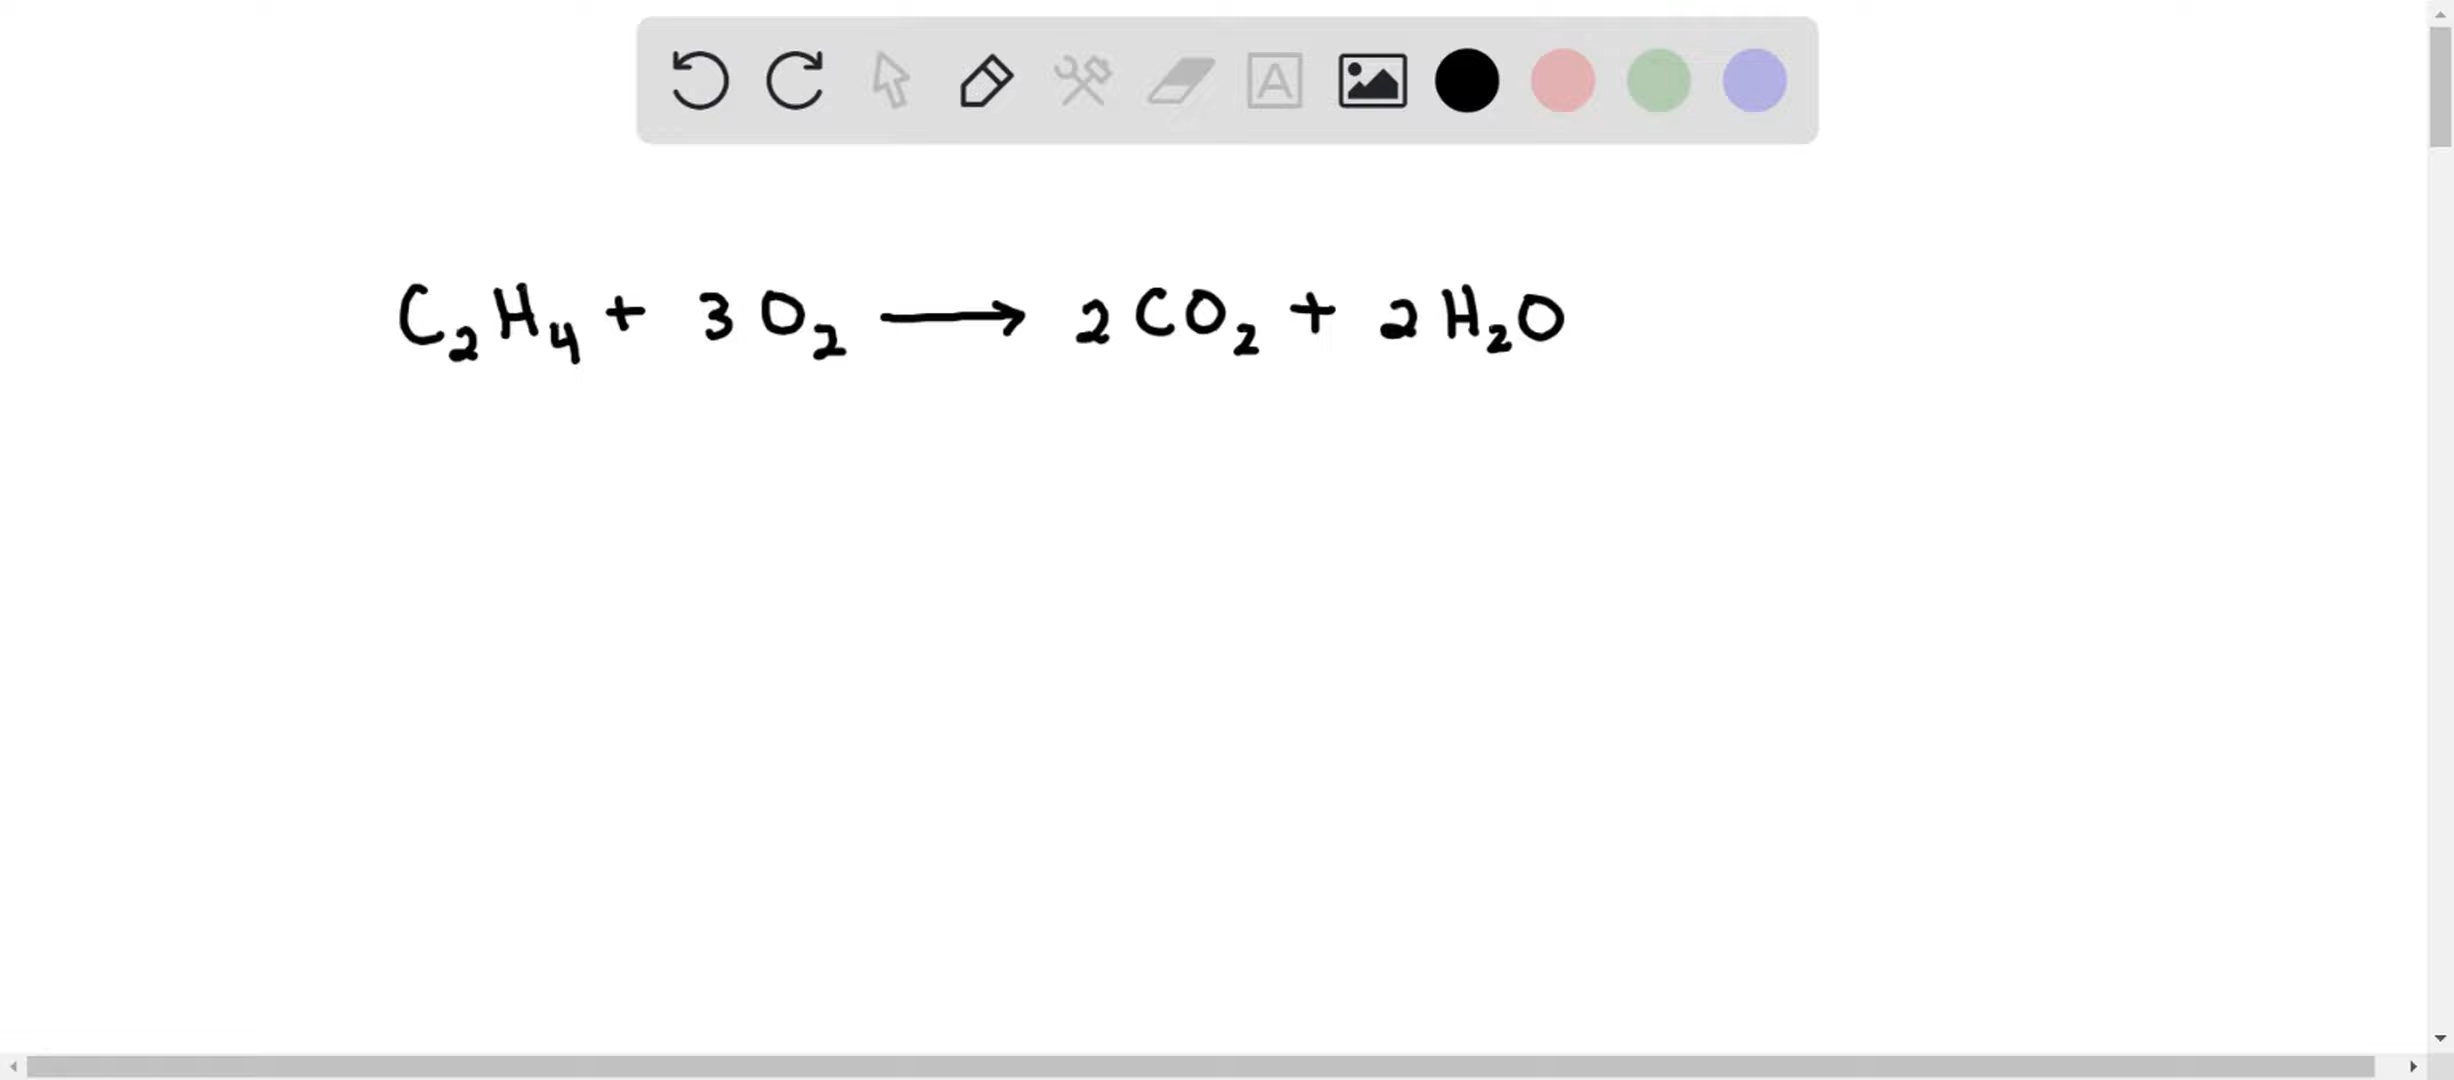 A
C₂H₄ + 3 O₂ ⟶ 2 CO₂ + 2 H₂O